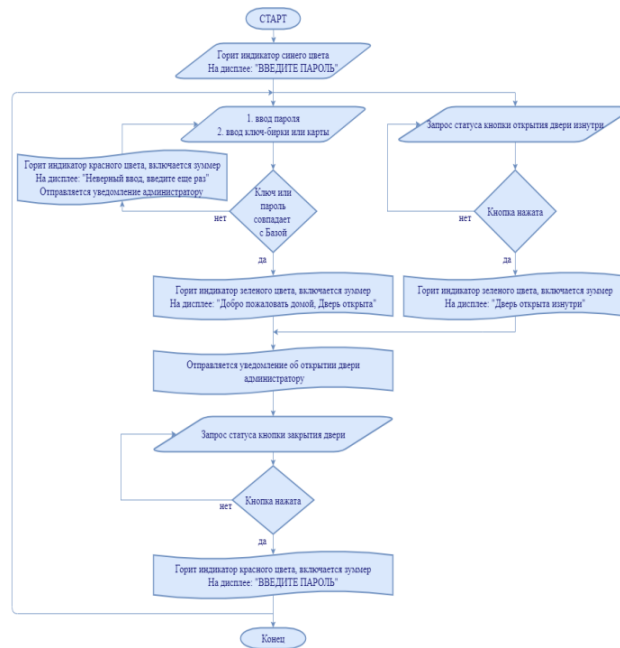 СТАРТ
Горит индикатор синего цвета
На дисплее: "ВВЕДИТЕ ПАРОЛЬ"
1. ввод пароля
2. ввод ключ-бирки или карты
Запрос статуса кнопки открытия двери изнутри
Горит индикатор красного цвета, включается зуммер
На дисплее: "Неверный ввод, введите еще раз"
Отправляется уведомление администратору
Ключ или
пароль
совпадает
с Базой
нет
да
Кнопка нажата
нет
да
Горит индикатор зеленого цвета, включается зуммер
На дисплее: "Добро пожаловать домой, Дверь открыта"
Горит индикатор зеленого цвета, включается зуммер
На дисплее: "Дверь открыта изнутри"
Отправляется уведомление об открытии двери
администратору
Запрос статуса кнопки закрытия двери
Кнопка нажата
нет
да
Горит индикатор красного цвета, включается зуммер
На дисплее: "ВВЕДИТЕ ПАРОЛЬ"
Конец